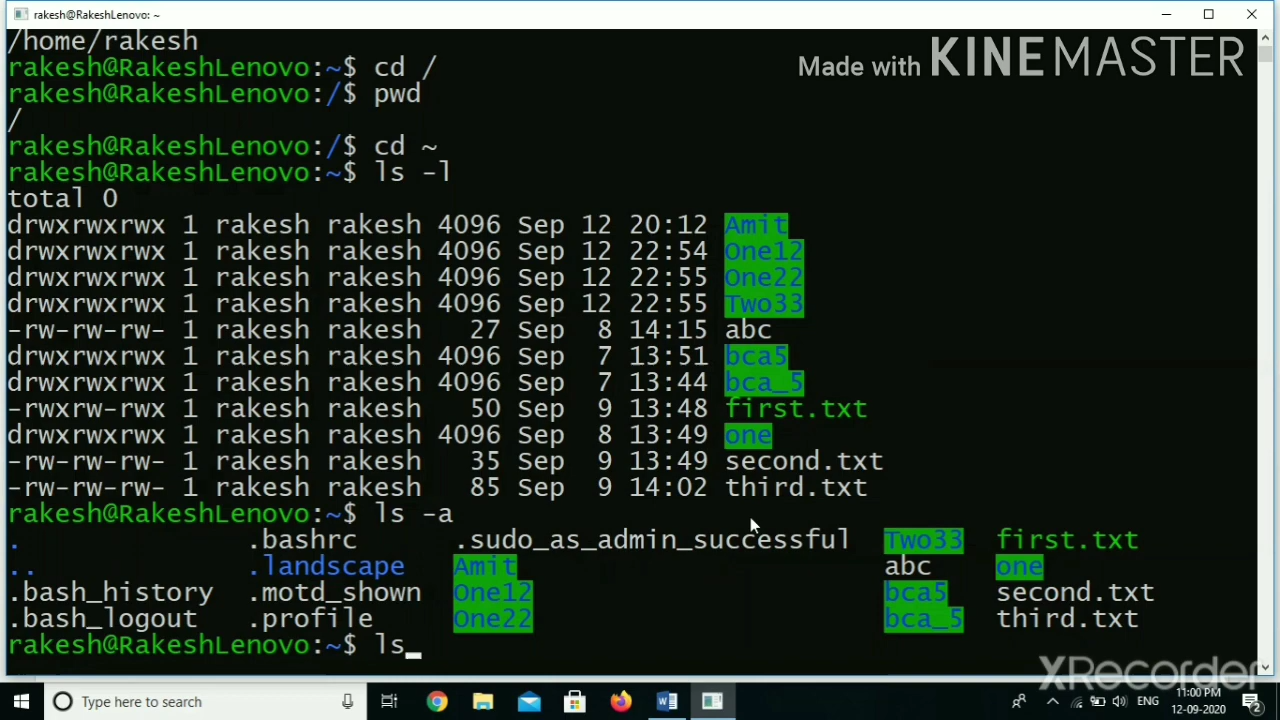 rakesh@RakeshLenovo: ~
/home/rakesh
Made with KINEMASTER
rakesh@RakeshLenovo:~$ cd /
rakesh@RakeshLenovo:/$ pwd
/
rakesh@RakeshLenovo:/$ cd ~
rakesh@RakeshLenovo:~$ ls -l
total 0
drwxrwxrwx 1 rakesh rakesh 4096 Sep 12 20:12 Amit
drwxrwxrwx 1 rakesh rakesh 4096 Sep 12 22:54 One12
drwxrwxrwx 1 rakesh rakesh 4096 Sep 12 22:55 One22
drwxrwxrwx 1 rakesh rakesh 4096 Sep 12 22:55 Two33
-rw-rw-rw- 1 rakesh rakesh   27 Sep  8 14:15 abc
drwxrwxrwx 1 rakesh rakesh 4096 Sep  7 13:51 bca5
drwxrwxrwx 1 rakesh rakesh 4096 Sep  7 13:44 bca_5
-rwxrwxrwx 1 rakesh rakesh   50 Sep  9 13:48 first.txt
drwxrwxrwx 1 rakesh rakesh 4096 Sep  8 13:49 one
-rw-rw-rw- 1 rakesh rakesh   35 Sep  9 13:49 second.txt
-rw-rw-rw- 1 rakesh rakesh   85 Sep  9 14:02 third.txt
rakesh@RakeshLenovo:~$ ls -a
. .bashrc .sudo_as_admin_successful Two33 first.txt
.. .landscape Amit abc one
.bash_history .motd_shown One12 bca5 second.txt
.bash_logout .profile One22 bca_5 third.txt
rakesh@RakeshLenovo:~$ ls_
XRecorder
Type here to search
ENG
11:00 PM
12-09-2020
2